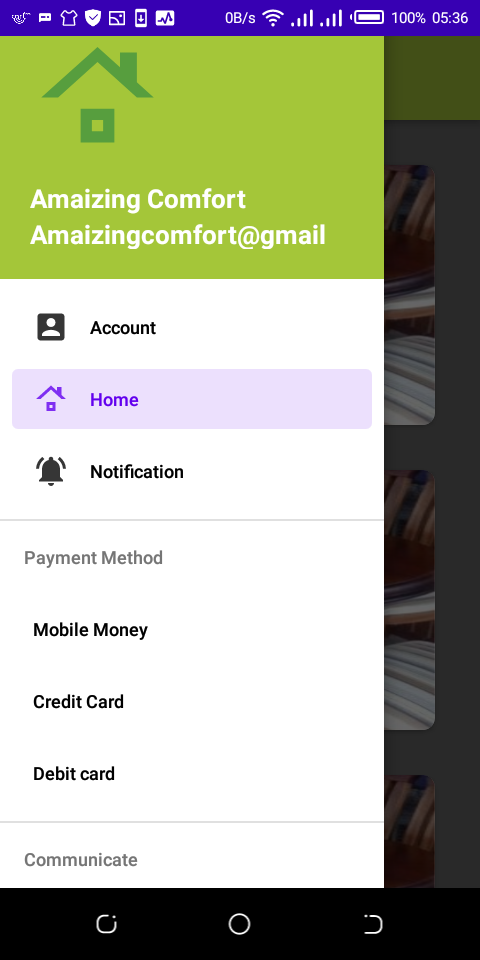 0B/s 100% 05:36
Amaizing Comfort
Amaizingcomfort@gmail
Account
Home
Notification
Payment Method
Mobile Money
Credit Card
Debit card
Communicate